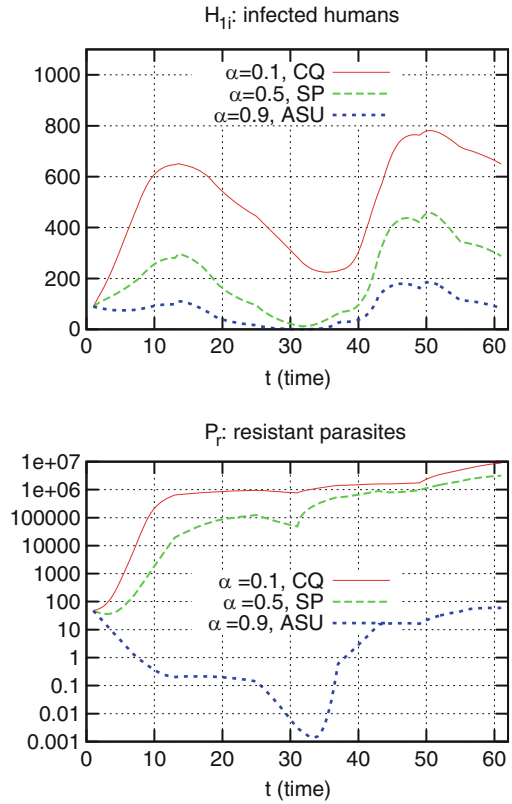 H1i: infected humans
α=0.1, CQ
α=0.5, SP
α=0.9, ASU
1000
800
600
400
200
0
0 10 20 30 40 50 60
t (time)
Pr: resistant parasites
1e+07
1e+06
100000
10000
1000
100
10
1
0.1
0.01
0.001
α=0.1, CQ
α=0.5, SP
α=0.9, ASU
0 10 20 30 40 50 60
t (time)